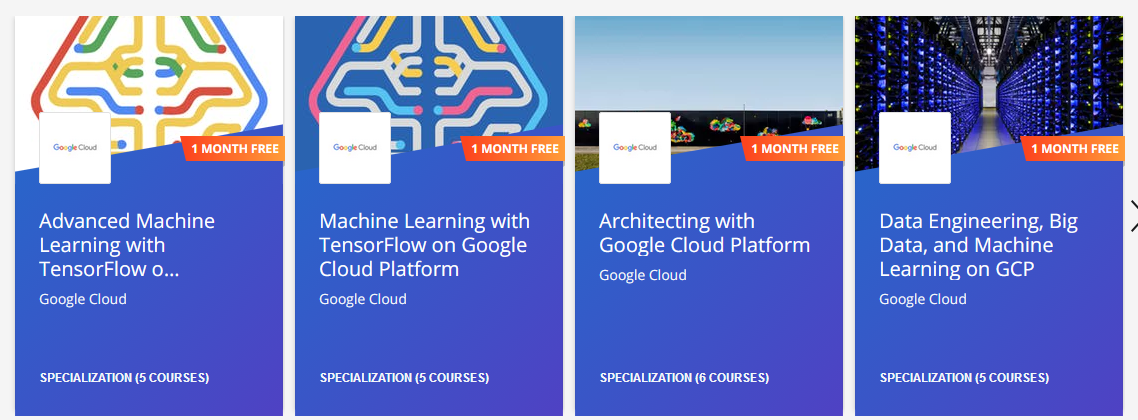 Google Cloud
1 MONTH FREE
Advanced Machine
Learning with
TensorFlow o...
Google Cloud
SPECIALIZATION (5 COURSES)
Google Cloud
1 MONTH FREE
Machine Learning with
TensorFlow on Google
Cloud Platform
Google Cloud
SPECIALIZATION (5 COURSES)
Google Cloud
1 MONTH FREE
Architecting with
Google Cloud Platform
Google Cloud
SPECIALIZATION (6 COURSES)
Google Cloud
1 MONTH FREE
Data Engineering, Big
Data, and Machine
Learning on GCP
Google Cloud
SPECIALIZATION (5 COURSES)